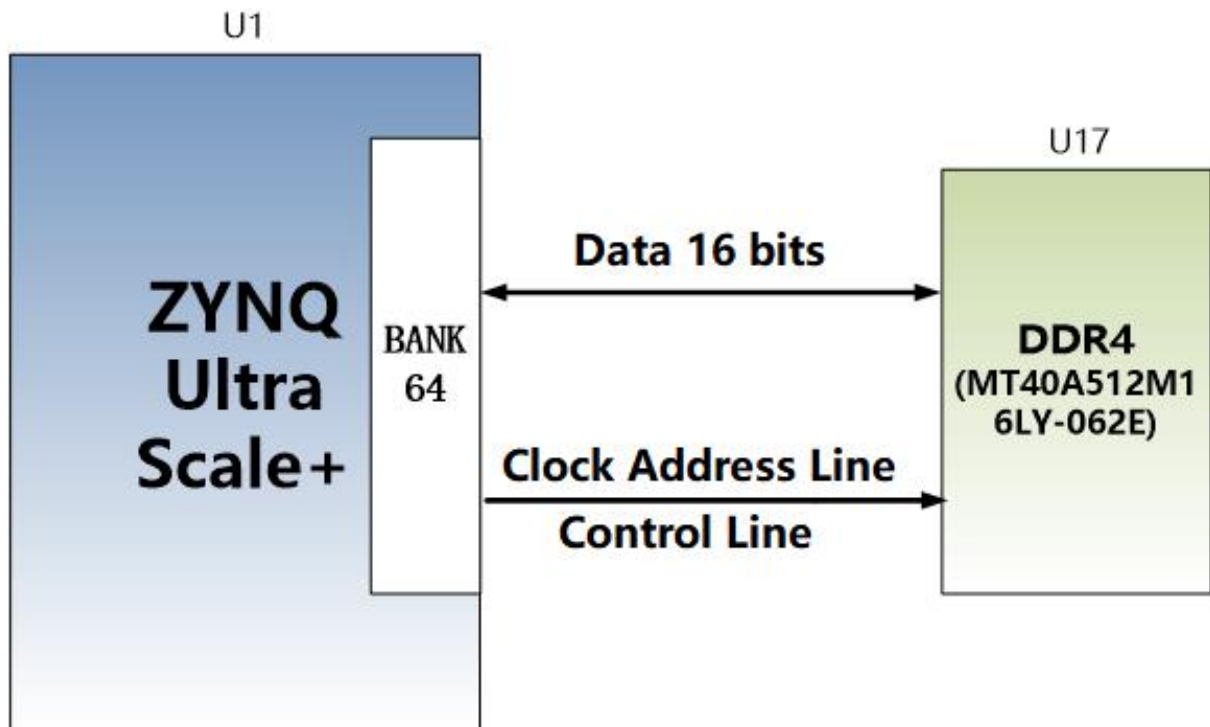 U1
U17
ZYNQ
Ultra
Scale+
BANK
64
Data 16 bits
Clock Address Line
Control Line
DDR4
(MT40A512M1
6LY-062E)